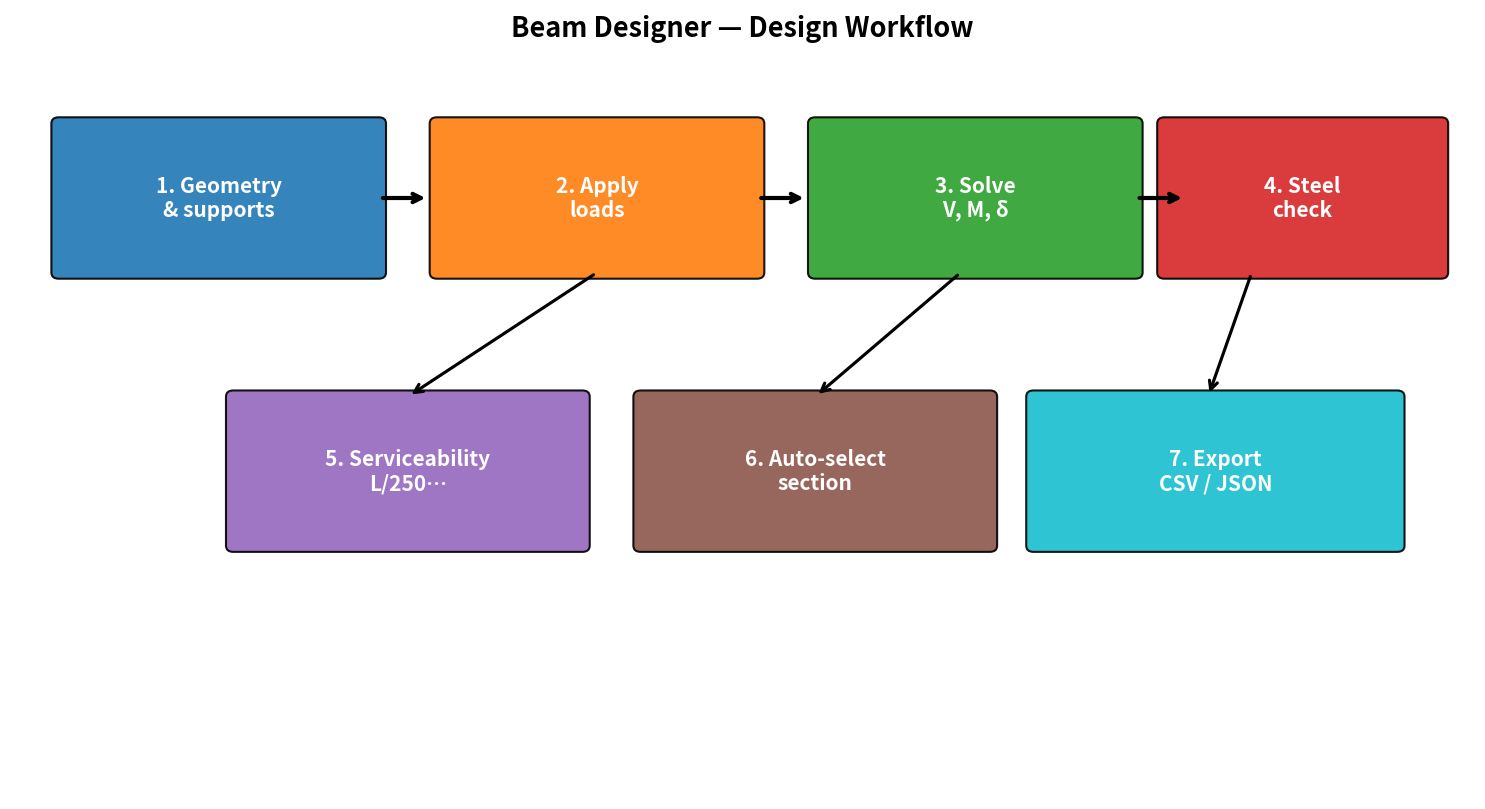 Beam Designer — Design Workflow
1. Geometry
& supports
2. Apply
loads
3. Solve
V, M, δ
4. Steel
check
5. Serviceability
L/250⋯
6. Auto-select
section
7. Export
CSV / JSON